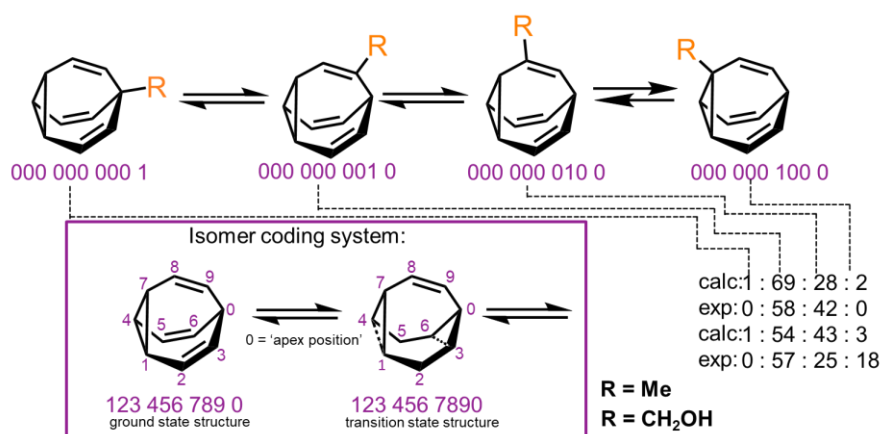 R
R
R
R
000 000 000 1
000 000 001 0
000 000 010 0
000 000 100 0
Isomer coding system:
8
9
7
0
4
5
6
3
1
2
0 = 'apex position'
8
9
7
0
4
5
6
3
1
2
123 456 789 0
ground state structure
123 456 7890
transition state structure
calc:1 : 69 : 28 : 2
exp: 0 : 58 : 42 : 0
calc:1 : 54 : 43 : 3
exp: 0 : 57 : 25 : 18
R = Me
R = CH₂OH